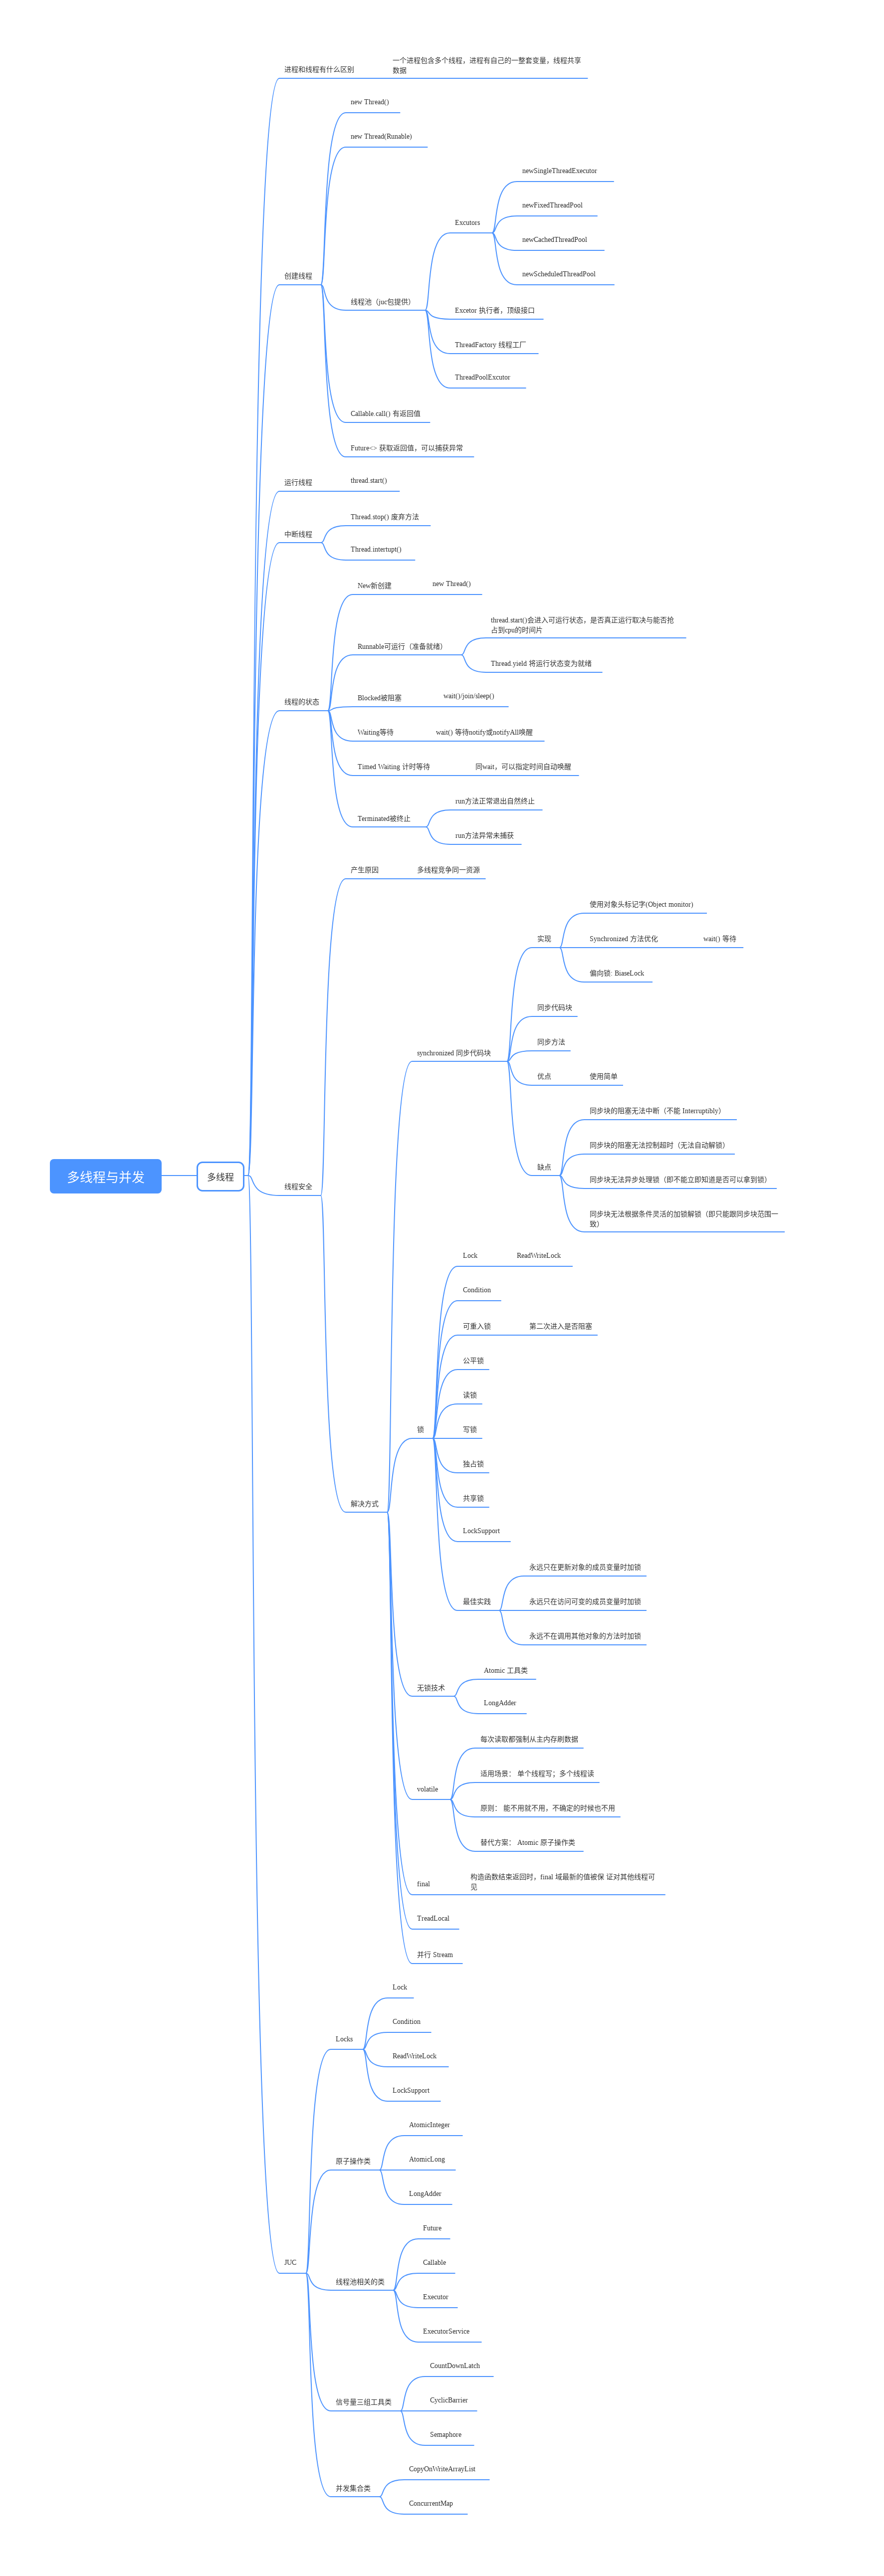 多线程与并发
多线程
进程和线程有什么区别
一个进程包含多个线程，进程有自己的一整套变量，线程共享
数据
创建线程
new Thread()
new Thread(Runable)
线程池（juc包提供）
Excutors
newSingleThreadExecutor
newFixedThreadPool
newCachedThreadPool
newScheduledThreadPool
Excetor 执行者，顶级接口
ThreadFactory 线程工厂
ThreadPoolExcutor
Callable.call() 有返回值
Future<> 获取返回值，可以捕获异常
运行线程
thread.start()
中断线程
Thread.stop() 废弃方法
Thread.intertupt()
线程的状态
New新创建
new Thread()
Runnable可运行（准备就绪）
thread.start()会进入可运行状态，是否真正运行取决与能否抢
占到cpu的时间片
Thread.yield 将运行状态变为就绪
Blocked被阻塞
wait()/join/sleep()
Waiting等待
wait() 等待notify或notifyAll唤醒
Timed Waiting 计时等待
同wait，可以指定时间自动唤醒
Terminated被终止
run方法正常退出自然终止
run方法异常未捕获
线程安全
产生原因
多线程竞争同一资源
解决方式
synchronized 同步代码块
实现
使用对象头标记字(Object monitor)
Synchronized 方法优化
wait() 等待
偏向锁: BiaseLock
同步代码块
同步方法
优点
使用简单
缺点
同步块的阻塞无法中断（不能 Interruptibly）
同步块的阻塞无法控制超时（无法自动解锁）
同步块无法异步处理锁（即不能立即知道是否可以拿到锁）
同步块无法根据条件灵活的加锁解锁（即只能跟同步块范围一
致）
锁
Lock
ReadWriteLock
Condition
可重入锁
第二次进入是否阻塞
公平锁
读锁
写锁
独占锁
共享锁
LockSupport
最佳实践
永远只在更新对象的成员变量时加锁
永远只在访问可变的成员变量时加锁
永远不在调用其他对象的方法时加锁
无锁技术
Atomic 工具类
LongAdder
volatile
每次读取都强制从主内存刷数据
适用场景： 单个线程写；多个线程读
原则： 能不用就不用，不确定的时候也不用
替代方案： Atomic 原子操作类
final
构造函数结束返回时，final 域最新的值被保 证对其他线程可
见
TreadLocal
并行 Stream
JUC
Locks
Lock
Condition
ReadWriteLock
LockSupport
原子操作类
AtomicInteger
AtomicLong
LongAdder
线程池相关的类
Future
Callable
Executor
ExecutorService
信号量三组工具类
CountDownLatch
CyclicBarrier
Semaphore
并发集合类
CopyOnWriteArrayList
ConcurrentMap